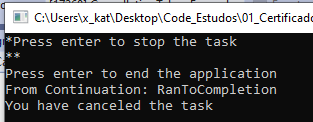 C:\Users\x_kat\Desktop\Code_Estudos\01_Certificado
*Press enter to stop the task
**
Press enter to end the application
From Continuation: RanToCompletion
You have canceled the task